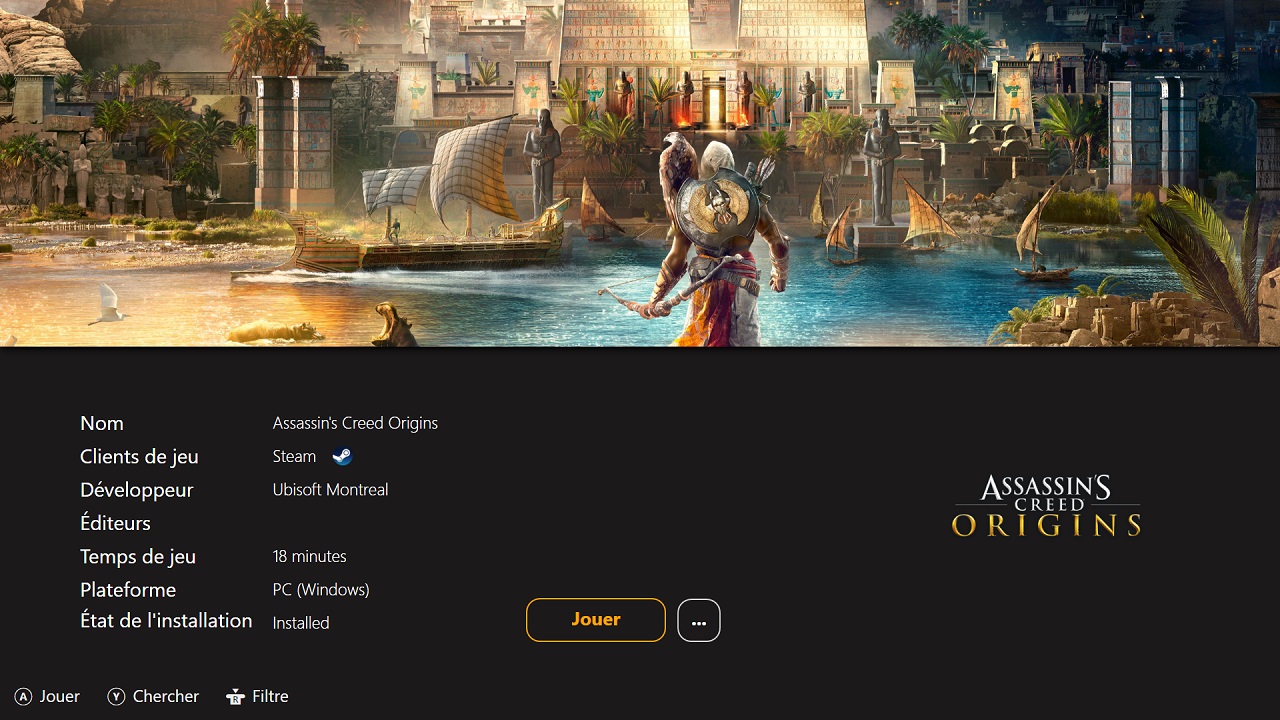 Nom Assassin's Creed Origins
Clients de jeu Steam
Développeur Ubisoft Montreal
Éditeurs
Temps de jeu 18 minutes
Plateforme PC (Windows)
État de l'installation Installed
Jouer ...
ASSASSIN'S
CREED
ORIGINS
A Jouer Y Chercher R Filtre